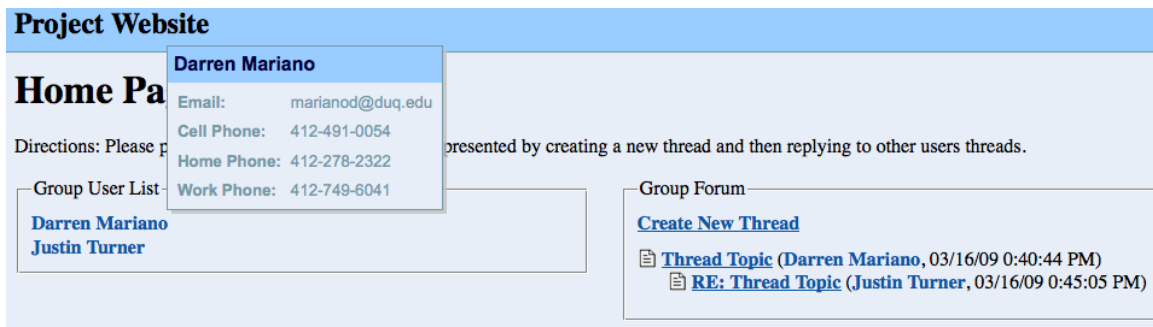 Project Website
Darren Mariano
Email: marianod@duq.edu
Cell Phone: 412-491-0054
Home Phone: 412-278-2322
Work Phone: 412-749-6041
Home Pa
Directions: Please p presented by creating a new thread and then replying to other users threads.
Group User List
Darren Mariano
Justin Turner
Group Forum
Create New Thread
Thread Topic (Darren Mariano, 03/16/09 0:40:44 PM)
RE: Thread Topic (Justin Turner, 03/16/09 0:45:05 PM)